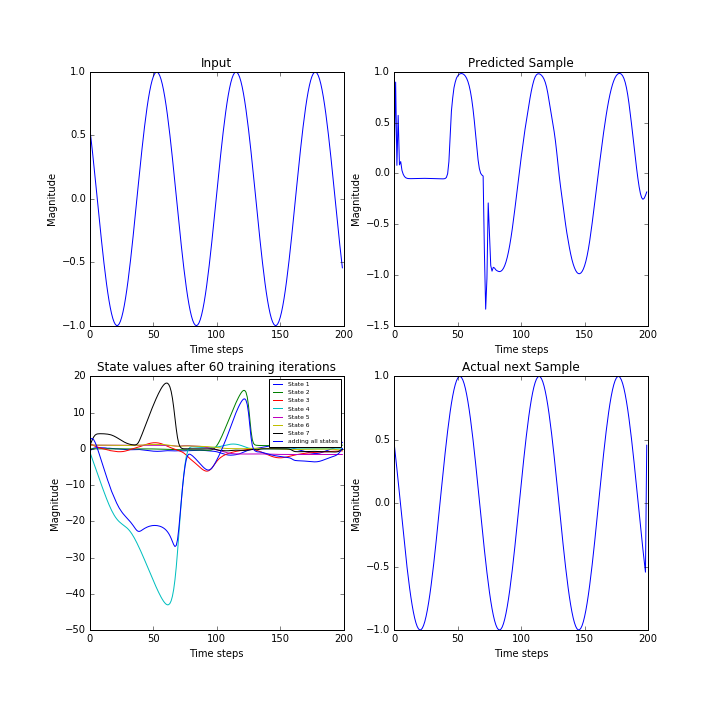 Input
1.0
0.5
0.0
−0.5
−1.0
Magnitude
0 50 100 150 200
Time steps
Predicted Sample
1.0
0.5
0.0
−0.5
−1.0
−1.5
Magnitude
0 50 100 150 200
Time steps
State values after 60 training iterations
20
10
0
−10
−20
−30
−40
−50
Magnitude
State 1
State 2
State 3
State 4
State 5
State 6
State 7
adding all states
0 50 100 150 200
Time steps
Actual next Sample
1.0
0.5
0.0
−0.5
−1.0
Magnitude
0 50 100 150 200
Time steps